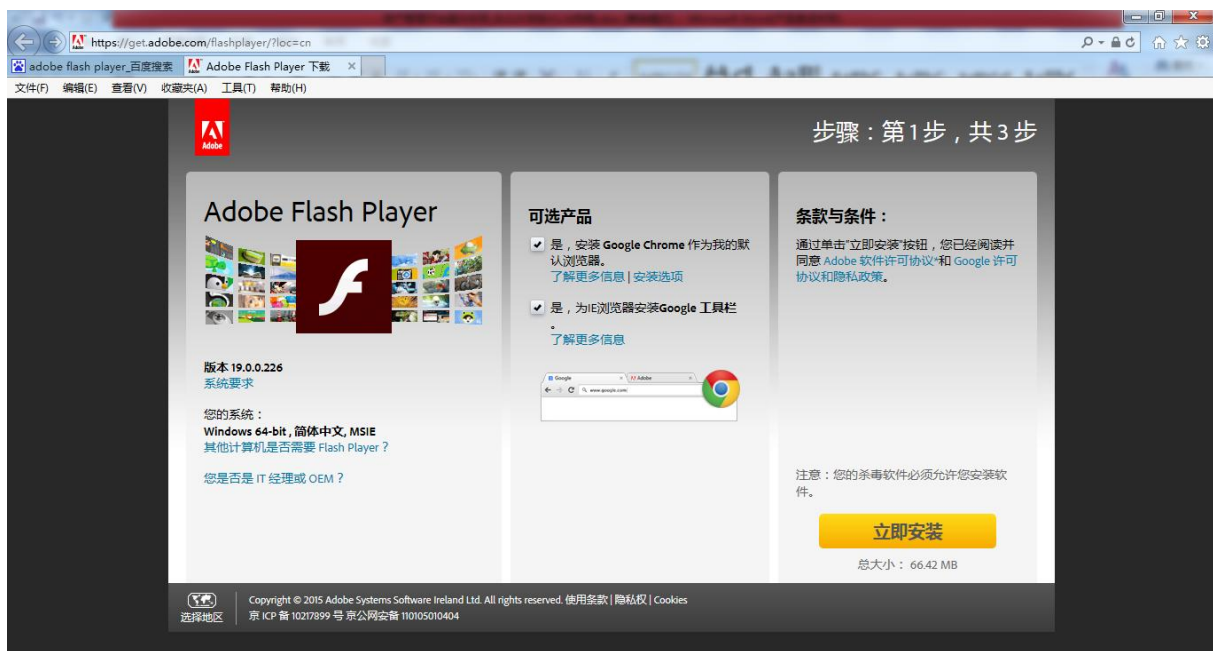 https://get.adobe.com/flashplayer/?loc=cn
adobe flash player_百度搜索
Adobe Flash Player 下载
文件(F) 编辑(E) 查看(V) 收藏夹(A) 工具(T) 帮助(H)
Adobe
步骤：第1步，共3步
Adobe Flash Player
版本 19.0.0.226
系统要求
您的系统：
Windows 64-bit , 简体中文, MSIE
其他计算机是否需要 Flash Player？
您是否是 IT 经理或 OEM？
可选产品
是，安装 Google Chrome 作为我的默
认浏览器。
了解更多信息 | 安装选项
是，为IE浏览器安装Google 工具栏
。
了解更多信息
Google
Adobe
www.google.com
条款与条件：
通过单击“立即安装”按钮，您已经阅读并
同意 Adobe 软件许可协议*和 Google 许可
协议和隐私政策。
注意：您的杀毒软件必须允许您安装软
件。
立即安装
总大小： 66.42 MB
选择地区
Copyright © 2015 Adobe Systems Software Ireland Ltd. All rights reserved. 使用条款 | 隐私权 | Cookies
京 ICP 备 10217899 号 京公网安备 110105010404